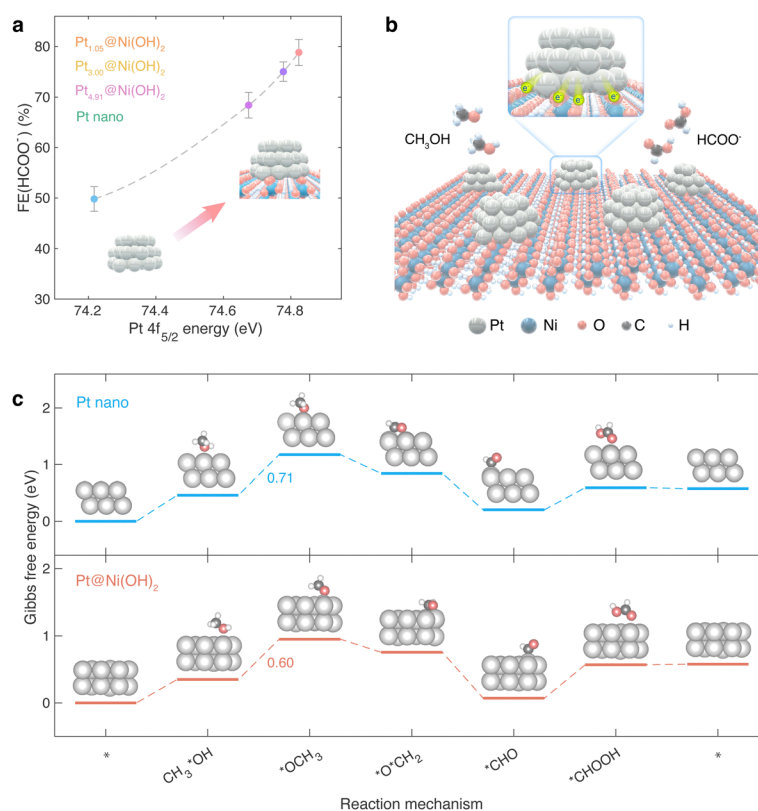 a
FE(HCOO⁻) (%)
80
70
60
50
40
30
Pt₁.₀₅@Ni(OH)₂
Pt₃.₀₀@Ni(OH)₂
Pt₄.₉₁@Ni(OH)₂
Pt nano
74.2 74.4 74.6 74.8
Pt 4f₅/₂ energy (eV)
b
e⁻ e⁻ e⁻ e⁻
CH₃OH
HCOO⁻
Pt Ni O C H
c
Gibbs free energy (eV)
Pt nano
2
1
0
0.71
Pt@Ni(OH)₂
2
1
0
0.60
* CH₃*OH *OCH₃ *O*CH₂ *CHO *CHOOH *
Reaction mechanism